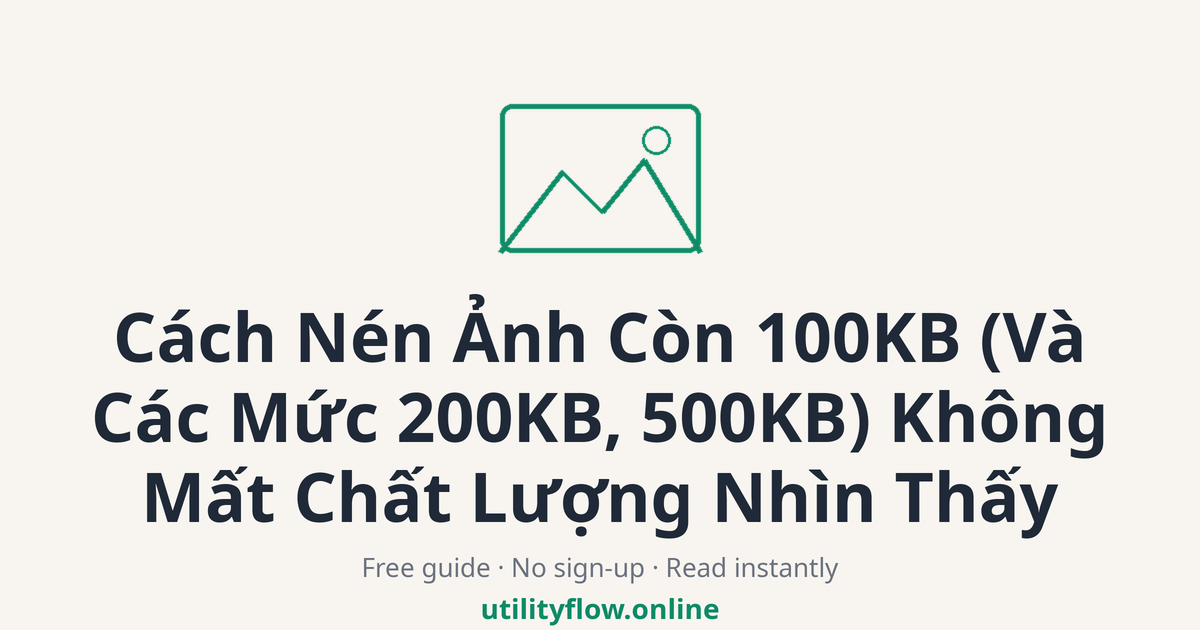 Cách Nén Ảnh Còn 100KB (Và
Các Mức 200KB, 500KB) Không
Mất Chất Lượng Nhìn Thấy
Free guide · No sign-up · Read instantly
utilityflow.online